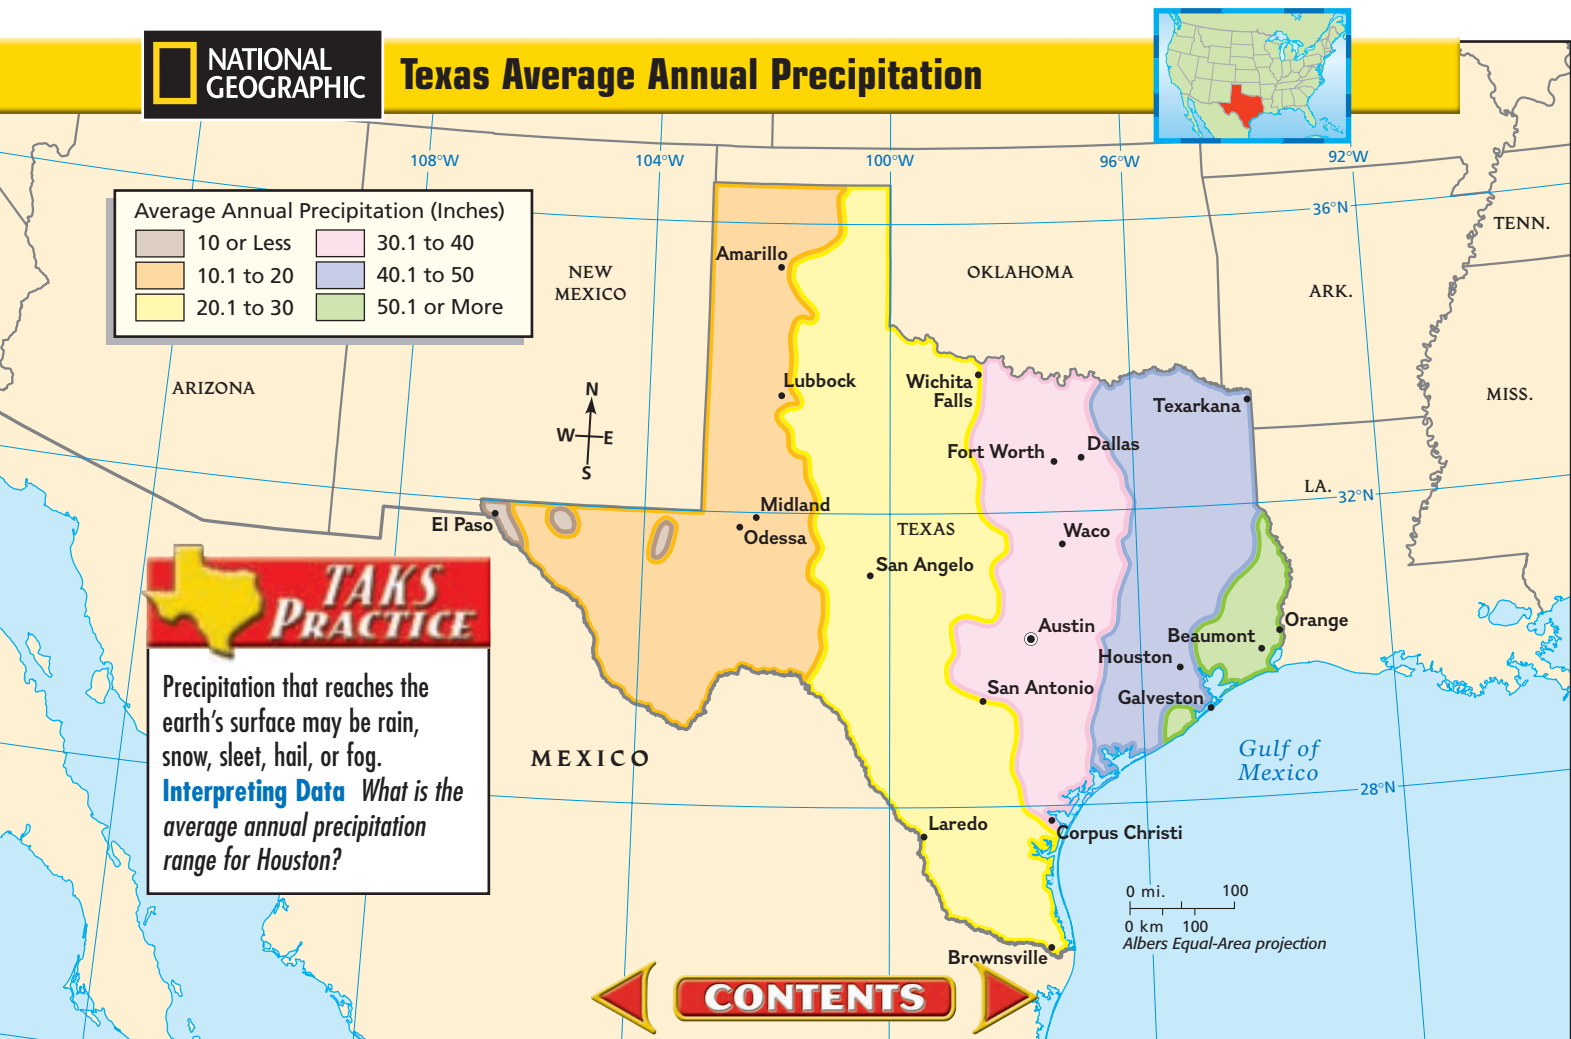 NATIONAL
GEOGRAPHIC
Texas Average Annual Precipitation
108°W
104°W
100°W
96°W
92°W
36°N
32°N
28°N
Average Annual Precipitation (Inches)
10 or Less
30.1 to 40
10.1 to 20
40.1 to 50
20.1 to 30
50.1 or More
NEW
MEXICO
OKLAHOMA
TENN.
ARK.
ARIZONA
MISS.
LA.
TEXAS
MEXICO
Gulf of
Mexico
N
W
E
S
Amarillo
Lubbock
Wichita
Falls
Texarkana
Fort Worth
Dallas
Midland
El Paso
Odessa
Waco
San Angelo
Austin
Orange
Beaumont
Houston
San Antonio
Galveston
Laredo
Corpus Christi
Brownsville
TAKS
PRACTICE
Precipitation that reaches the
earth's surface may be rain,
snow, sleet, hail, or fog.
Interpreting Data What is the
average annual precipitation
range for Houston?
0 mi. 100
0 km 100
Albers Equal-Area projection
CONTENTS